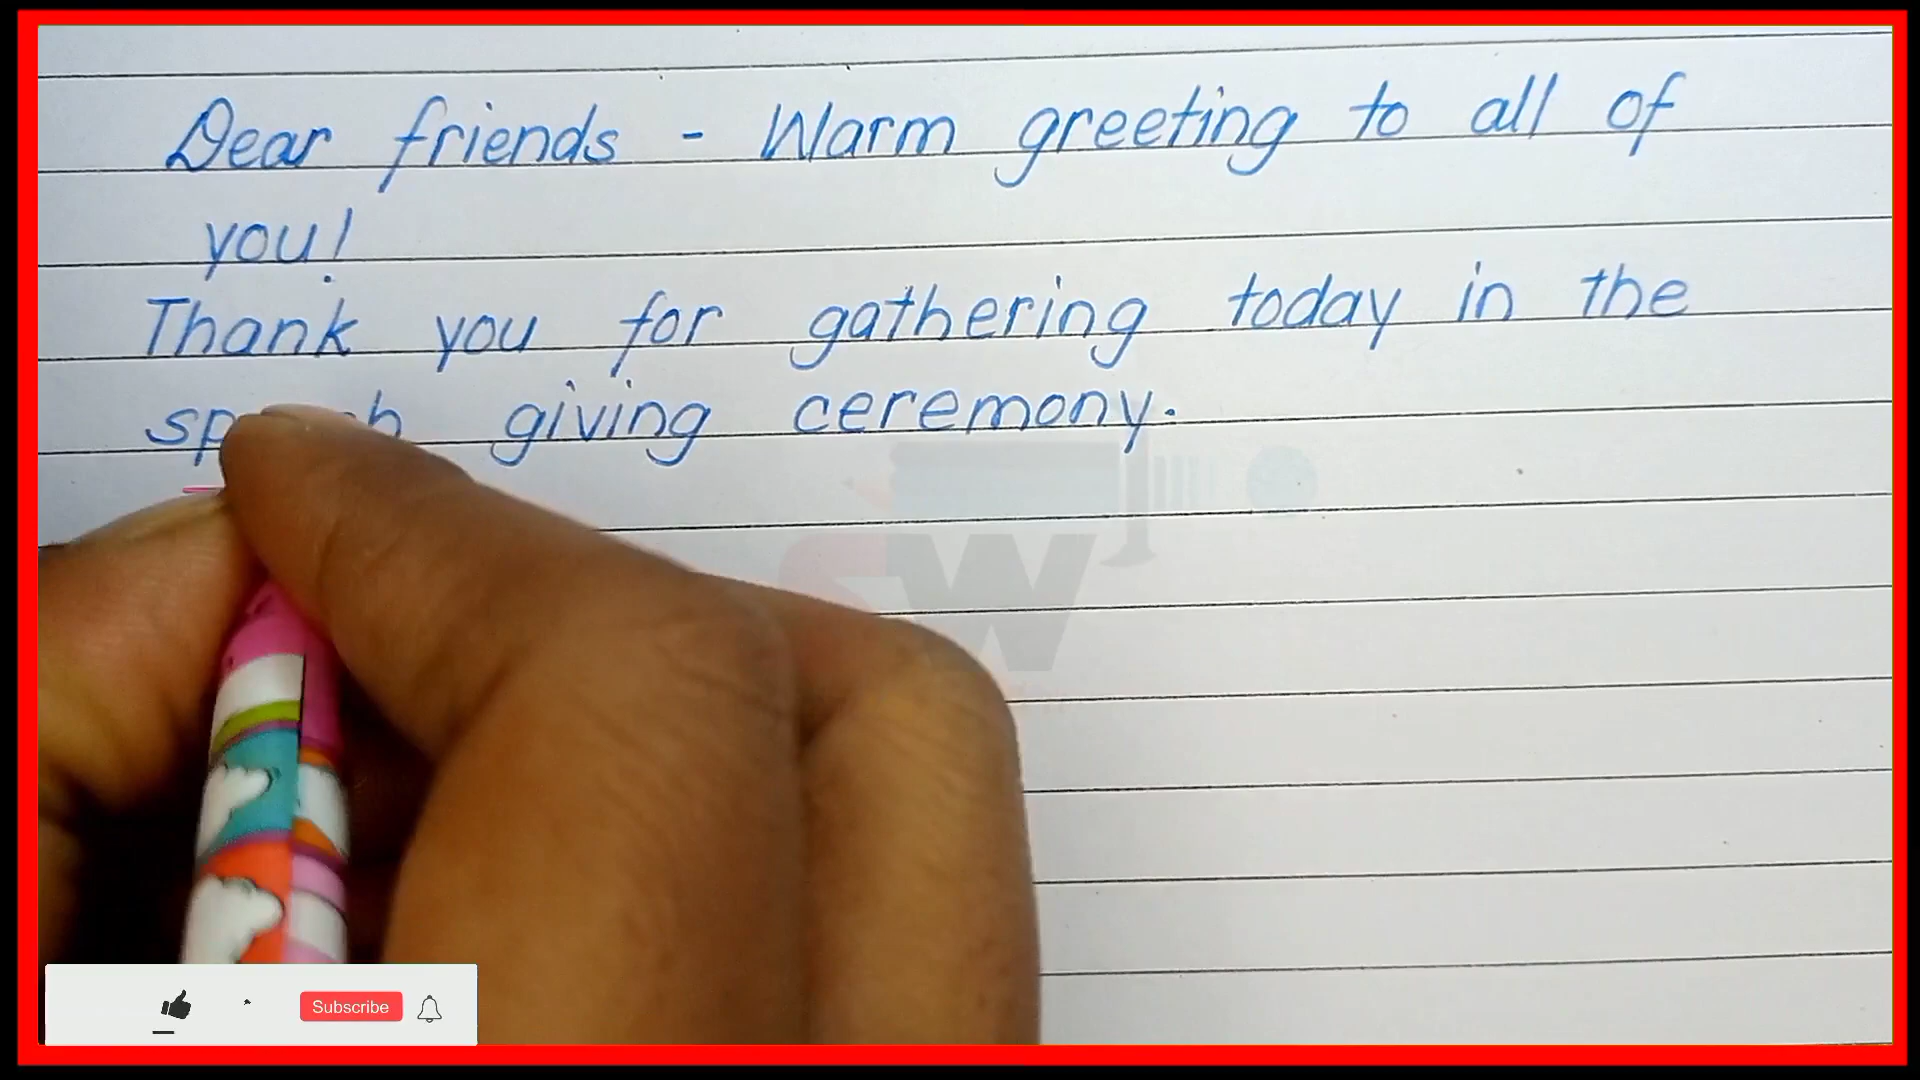 Dear friends - Warm greeting to all of
you!
Thank you for gathering today in the
giving ceremony.
W
Subscribe